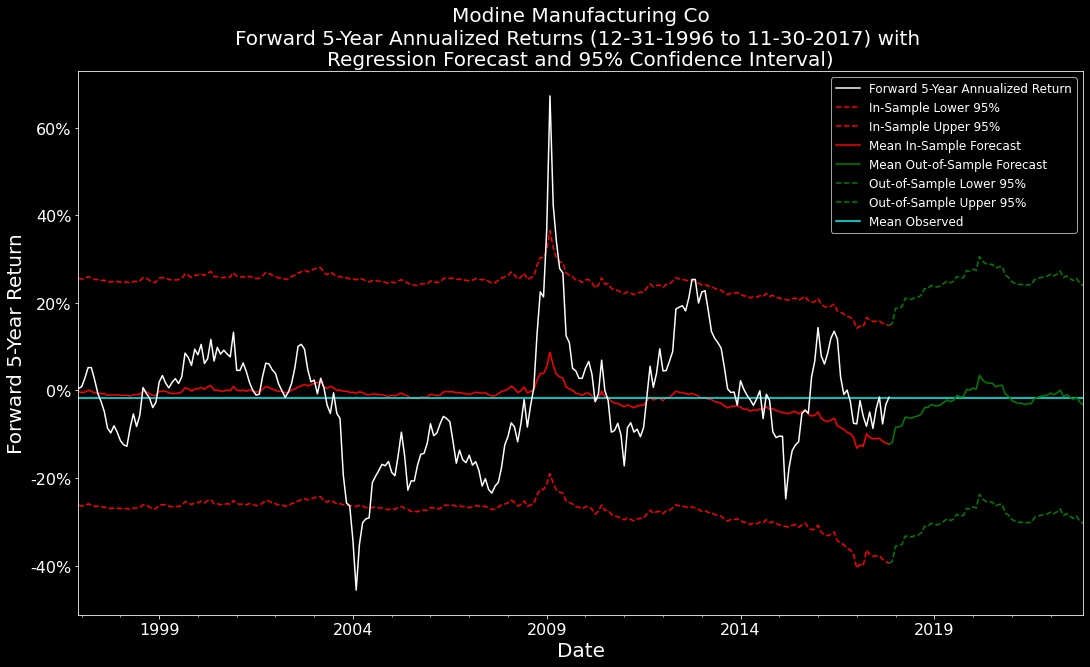 Modine Manufacturing Co
Forward 5-Year Annualized Returns (12-31-1996 to 11-30-2017) with
Regression Forecast and 95% Confidence Interval)
Forward 5-Year Annualized Return
In-Sample Lower 95%
In-Sample Upper 95%
Mean In-Sample Forecast
Mean Out-of-Sample Forecast
Out-of-Sample Lower 95%
Out-of-Sample Upper 95%
Mean Observed
Forward 5-Year Return
60%
40%
20%
0%
-20%
-40%
1999
2004
2009
2014
2019
Date